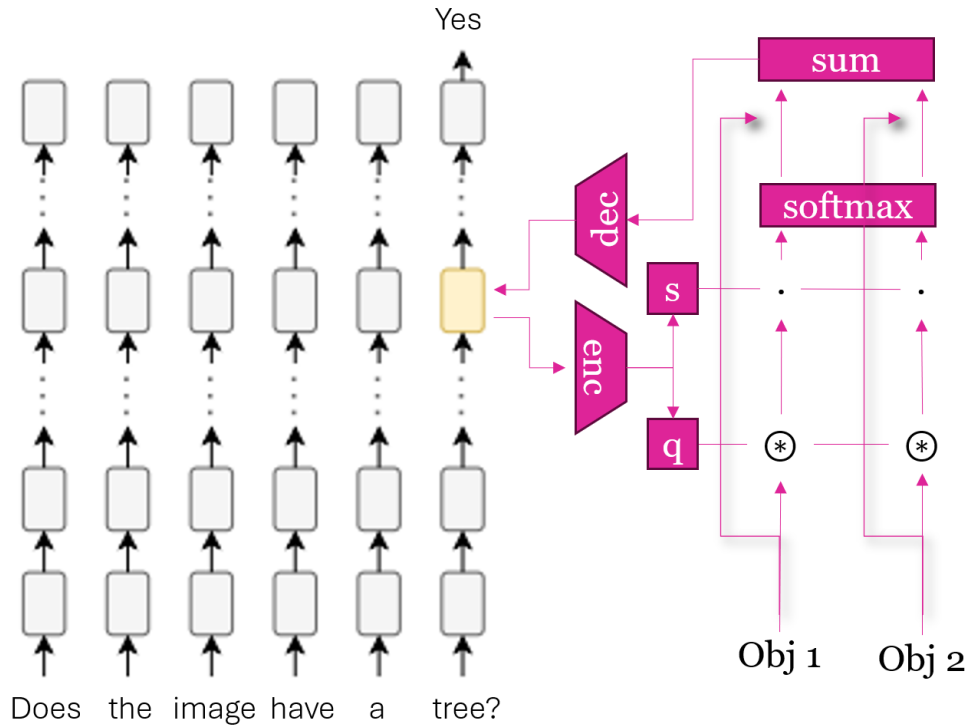 Yes
sum
softmax
dec
s
enc
q
*
*
Obj 1
Obj 2
Does the image have a tree?